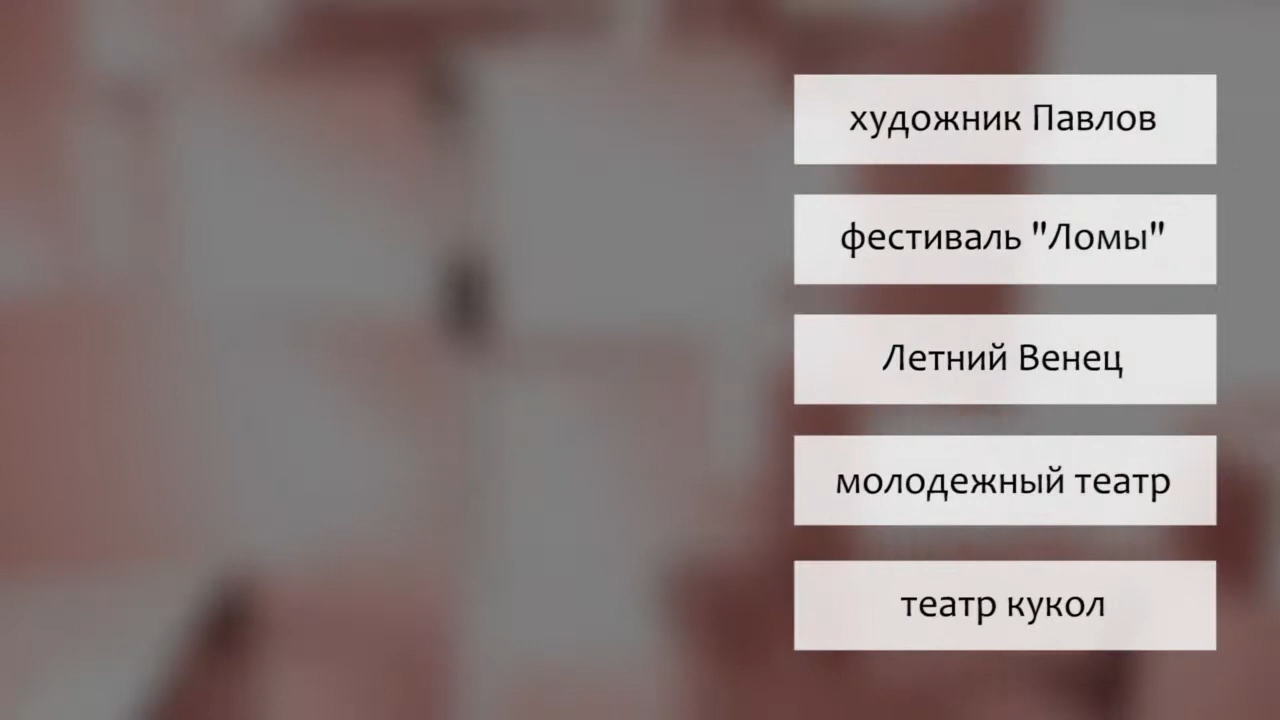 художник Павлов
фестиваль "Ломы"
Летний Венец
молодежный театр
театр кукол